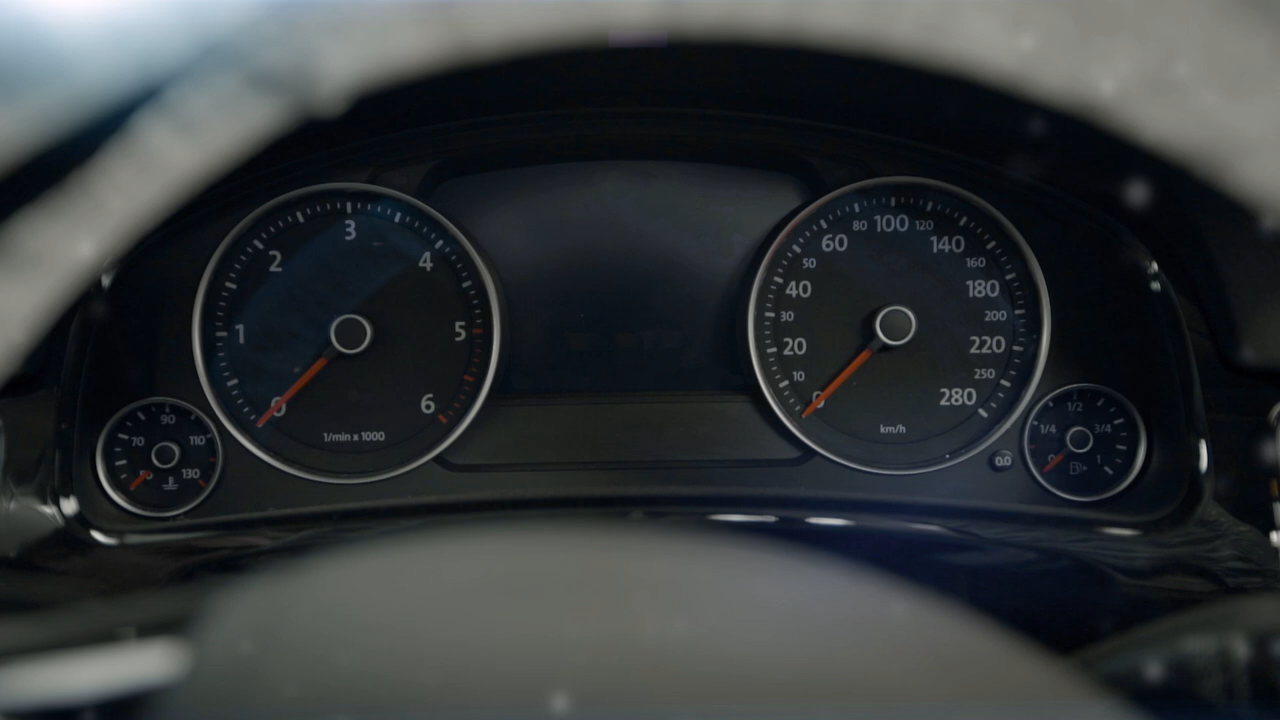 0 1 2 3 4 5 6
1/min x 1000
10 20 30 40 50 60 80 100 120 140 160 180 200 220 250 280
km/h
50 70 90 110 130
0 1/4 1/2 3/4 1
0.0